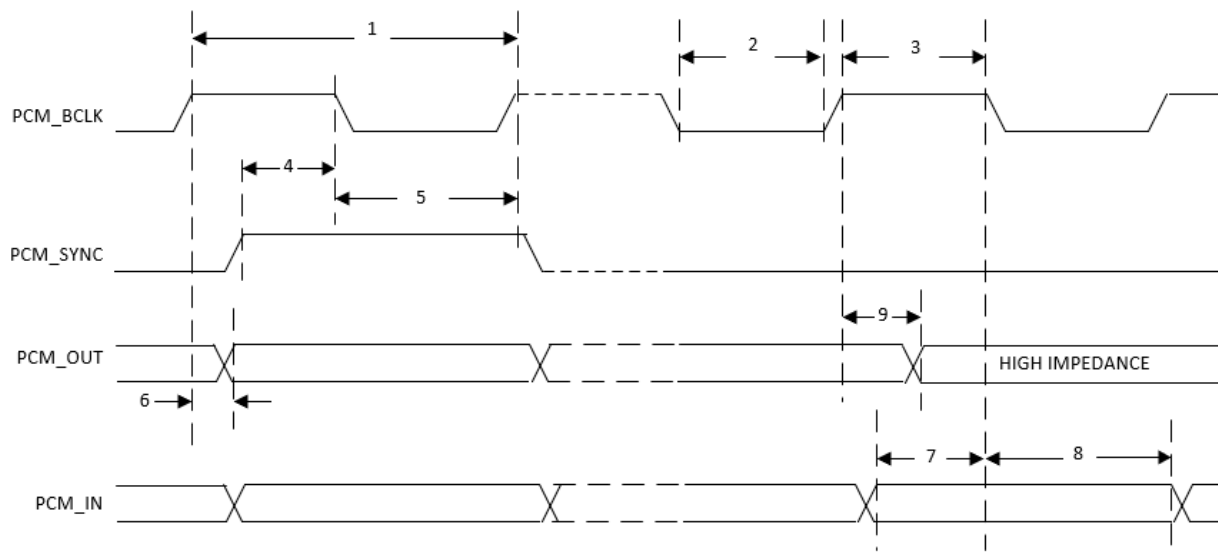 1
2
3
PCM_BCLK
4
5
PCM_SYNC
9
PCM_OUT
HIGH IMPEDANCE
6
7
8
PCM_IN